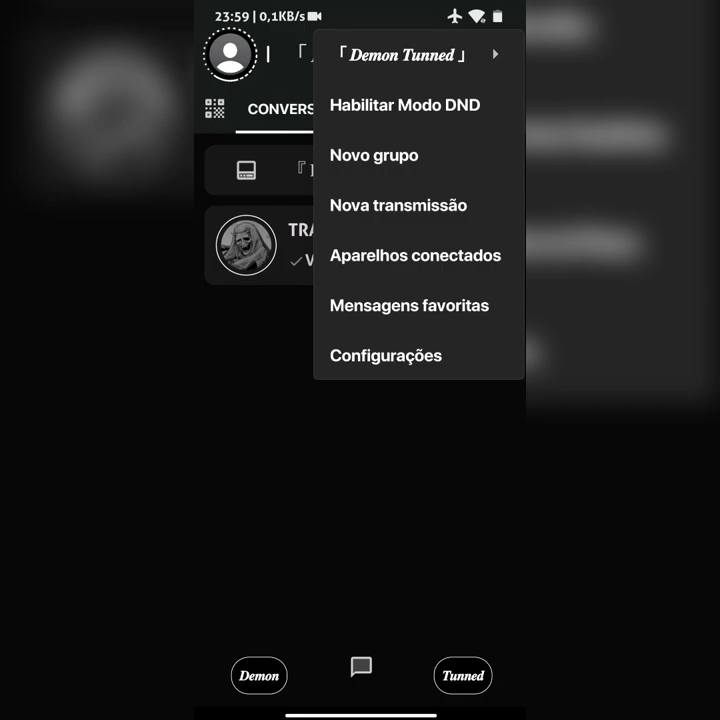 23:59 | 0,1KB/s
「 Demon Tunned 」
CONVERS
Habilitar Modo DND
Novo grupo
Nova transmissão
TRA
Aparelhos conectados
Mensagens favoritas
Configurações
Demon
Tunned